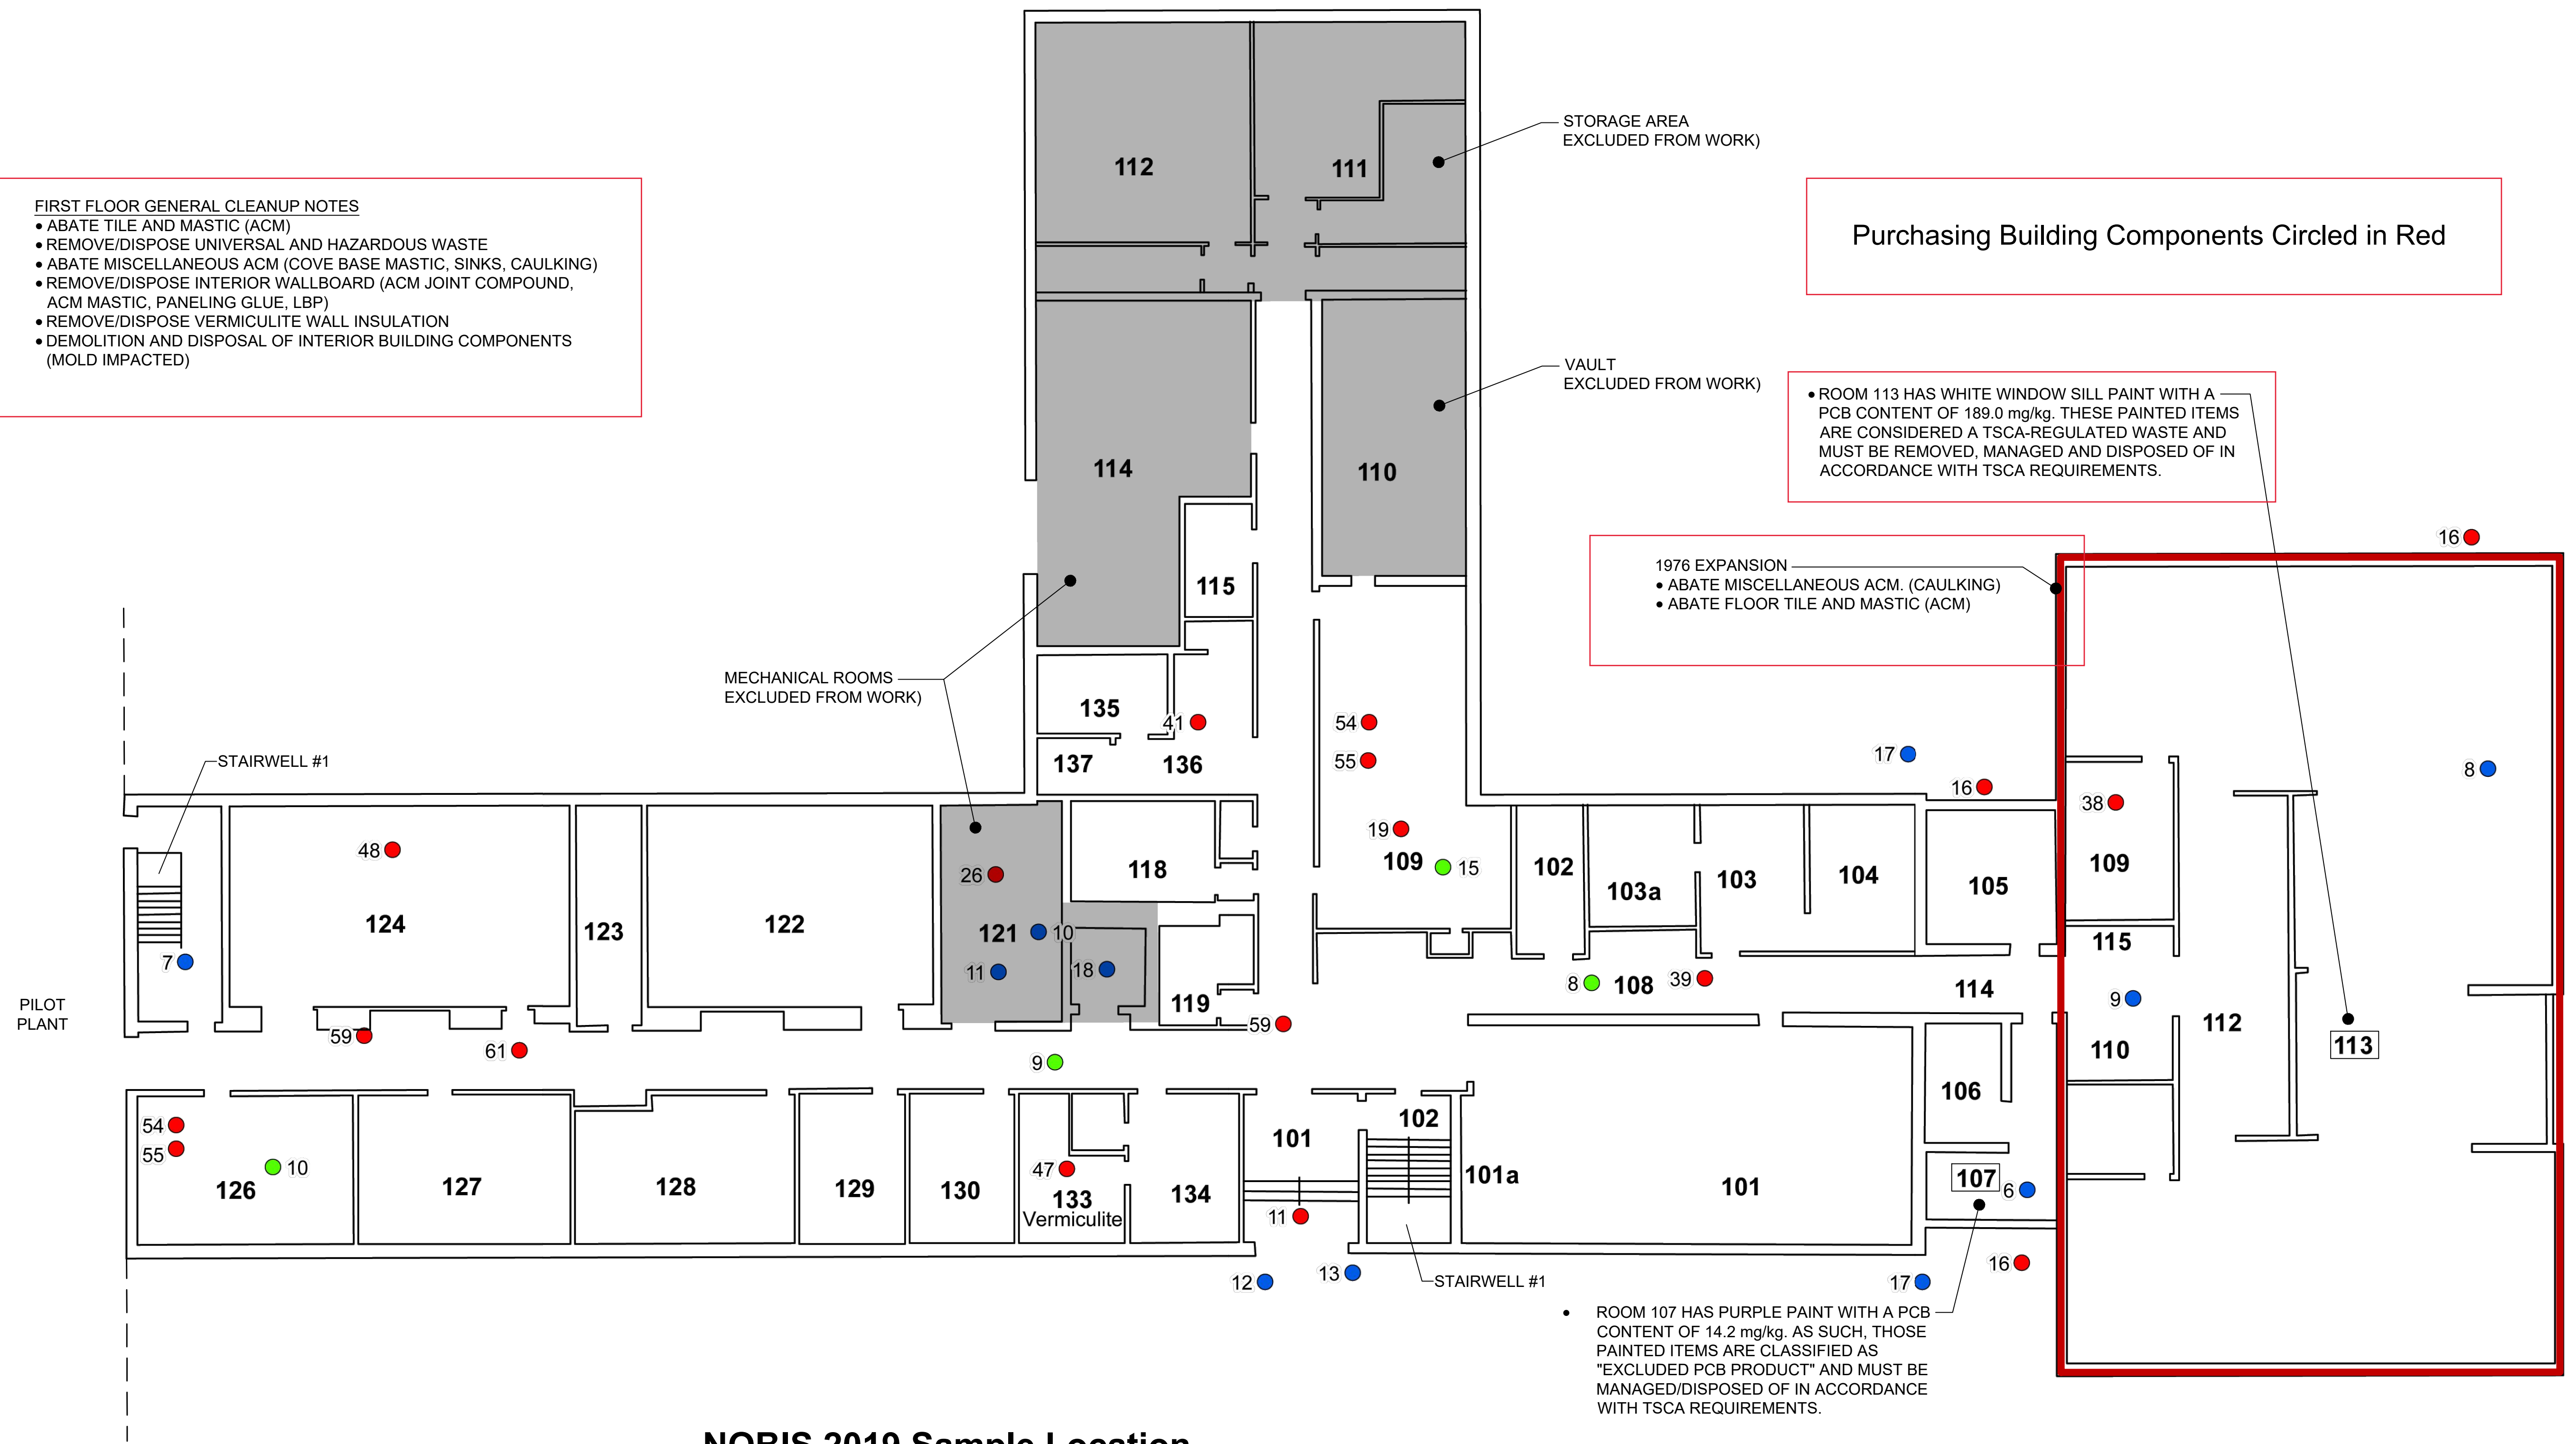 FIRST FLOOR GENERAL CLEANUP NOTES
• ABATE TILE AND MASTIC (ACM)
• REMOVE/DISPOSE UNIVERSAL AND HAZARDOUS WASTE
• ABATE MISCELLANEOUS ACM (COVE BASE MASTIC, SINKS, CAULKING)
• REMOVE/DISPOSE INTERIOR WALLBOARD (ACM JOINT COMPOUND,
ACM MASTIC, PANELING GLUE, LBP)
• REMOVE/DISPOSE VERMICULITE WALL INSULATION
• DEMOLITION AND DISPOSAL OF INTERIOR BUILDING COMPONENTS
(MOLD IMPACTED)
112
111
STORAGE AREA
EXCLUDED FROM WORK)
Purchasing Building Components Circled in Red
VAULT
EXCLUDED FROM WORK)
114
110
115
• ROOM 113 HAS WHITE WINDOW SILL PAINT WITH A
PCB CONTENT OF 189.0 mg/kg. THESE PAINTED ITEMS
ARE CONSIDERED A TSCA-REGULATED WASTE AND
MUST BE REMOVED, MANAGED AND DISPOSED OF IN
ACCORDANCE WITH TSCA REQUIREMENTS.
16
1976 EXPANSION
• ABATE MISCELLANEOUS ACM. (CAULKING)
• ABATE FLOOR TILE AND MASTIC (ACM)
MECHANICAL ROOMS
EXCLUDED FROM WORK)
135
41
137
136
54
55
19
109
15
17
16
8
STAIRWELL #1
48
124
7
123
122
26
121
10
11
18
118
119
102
103a
103
104
105
38
109
115
9
110
112
113
PILOT
PLANT
59
61
9
59
8
108
39
114
106
107
6
54
55
10
126
127
128
129
130
47
133
Vermiculite
134
101
102
11
101a
101
12
13
STAIRWELL #1
17
16
• ROOM 107 HAS PURPLE PAINT WITH A PCB
CONTENT OF 14.2 mg/kg. AS SUCH, THOSE
PAINTED ITEMS ARE CLASSIFIED AS
"EXCLUDED PCB PRODUCT" AND MUST BE
MANAGED/DISPOSED OF IN ACCORDANCE
WITH TSCA REQUIREMENTS.
NOBIS 2019 Sample Location